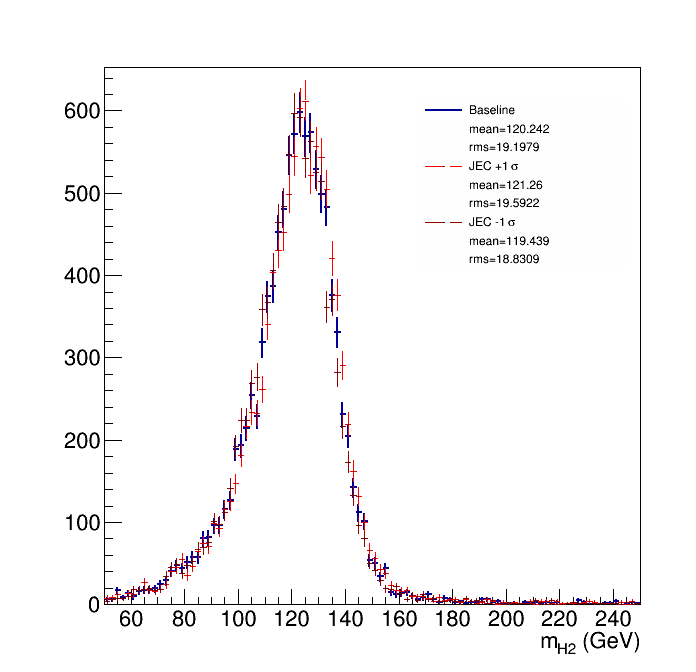 600
500
400
300
200
100
0
Baseline
mean=120.242
rms=19.1979
JEC +1 σ
mean=121.26
rms=19.5922
JEC -1 σ
mean=119.439
rms=18.8309
60 80 100 120 140 160 180 200 220 240
m_H2 (GeV)